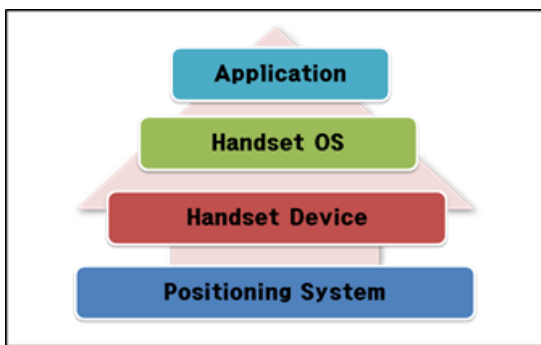 Application
Handset OS
Handset Device
Positioning System